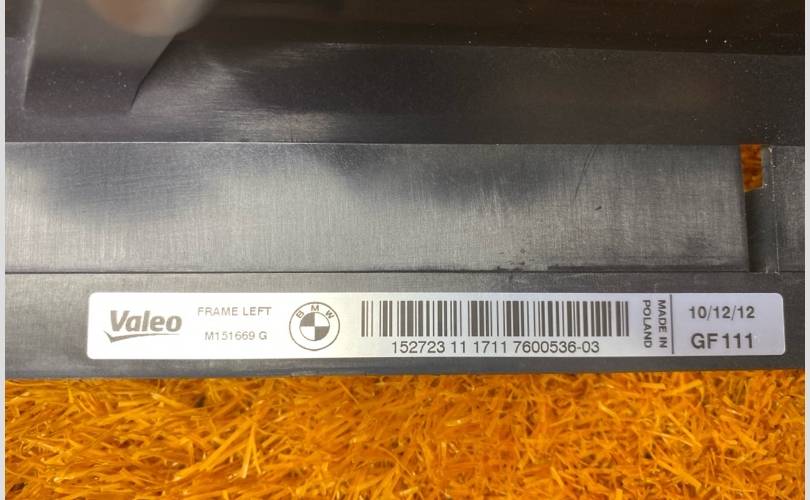 Valeo
FRAME LEFT
M151669 G
BMW
152723 11 1711 7600536-03
MADE IN
POLAND
10/12/12
GF111